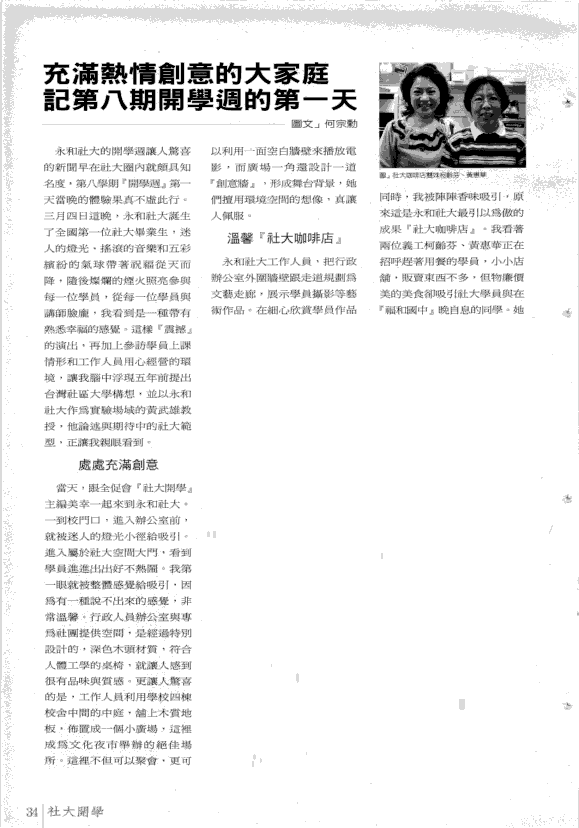 充滿熱情創意的大家庭
記第八期開學週的第一天
圖文」何宗勳
永和社大的開學週讓人驚喜
的新聞早在社大圈內就頗具知
名度，第八學期『開學週』第一
天當晚的體驗果真不虛此行。
三月四日這晚，永和社大誕生
了全國第一位社大畢業生，迷
人的燈光、搖滾的音樂和五彩
繽紛的氣球帶著祝福從天而
降，隨後燦爛的煙火照亮參與
每一位學員，從每一位學員與
講師臉龐，我看到是一種帶有
熟悉幸福的感覺。這樣『震撼』
的演出，再加上參訪學員上課
情形和工作人員用心經營的環
境，讓我腦中浮現五年前提出
台灣社區大學構想，並以永和
社大作為實驗場域的黃武雄教
授，他論述與期待中的社大範
型，正讓我親眼看到。
處處充滿創意
當天，跟全促會『社大開學』
主編美幸一起來到永和社大。
一到校門口，進入辦公室前，
就被迷人的燈光小徑給吸引。
進入屬於社大空間大門，看到
學員進進出出好不熱鬧。我第
一眼就被整體感覺給吸引，因
為有一種說不出來的感覺，非
常溫馨。行政人員辦公室與專
為社團提供空間，是經過特別
設計的，深色木頭材質，符合
人體工學的桌椅，就讓人感到
很有品味與質感。更讓人驚喜
的是，工作人員利用學校四棟
校舍中間的中庭，舖上木質地
板，佈置成一個小廣場，這裡
成為文化夜市舉辦的絕佳場
所。這裡不但可以聚會，更可
以利用一面空白牆壁來播放電
影，而廣場一角還設計一道
『創意牆』，形成舞台背景，她
們擅用環境空間的想像，真讓
人佩服。
溫馨『社大咖啡店』
永和社大工作人員，把行政
辦公室外圍牆壁跟走道規劃為
文藝走廊，展示學員攝影等藝
術作品。在細心欣賞學員作品
圖」社大咖啡店雙姝柯齡芬、黃惠華
同時，我被陣陣香味吸引，原
來這是永和社大最引以為傲的
成果『社大咖啡店』。我看著
兩位義工柯齡芬、黃惠華正在
招呼趕著用餐的學員，小小店
舖，販賣東西不多，但物廉價
美的美食卻吸引社大學員與在
『福和國中』晚自息的同學。她
34 社大開學